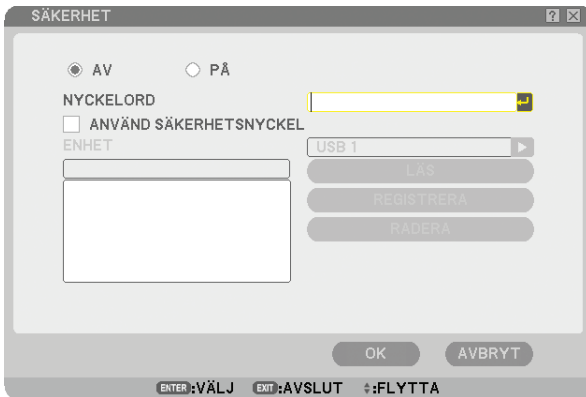 SÄKERHET
AV PÅ
NYCKELORD
ANVÄND SÄKERHETSNYCKEL
ENHET USB 1
LÄS
REGISTRERA
RADERA
OK AVBRYT
ENTER:VÄLJ EXIT:AVSLUT :FLYTTA